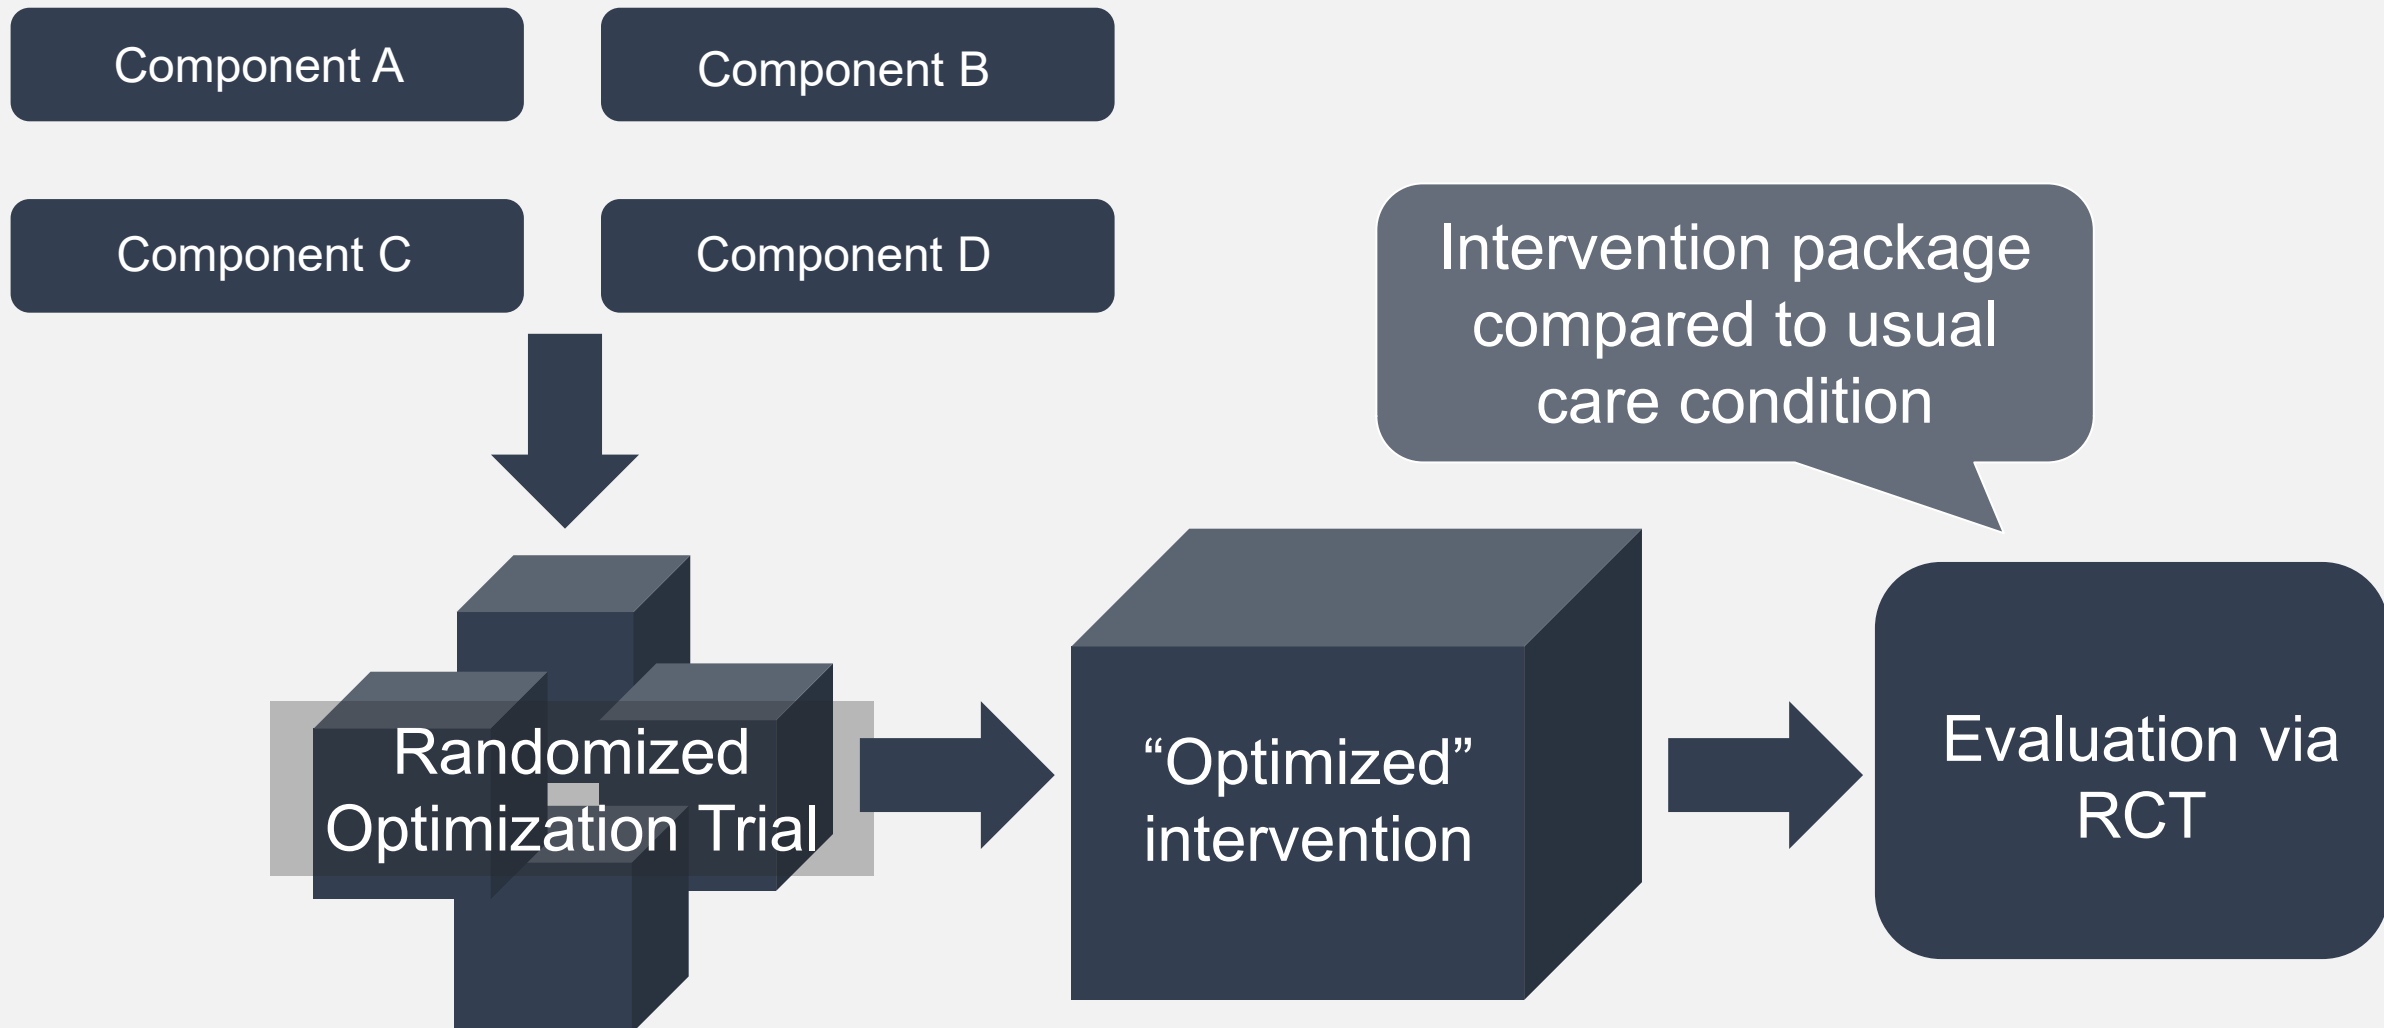 Component A
Component B
Component C
Component D
Intervention package
compared to usual
care condition
Randomized
Optimization Trial
“Optimized”
intervention
Evaluation via
RCT